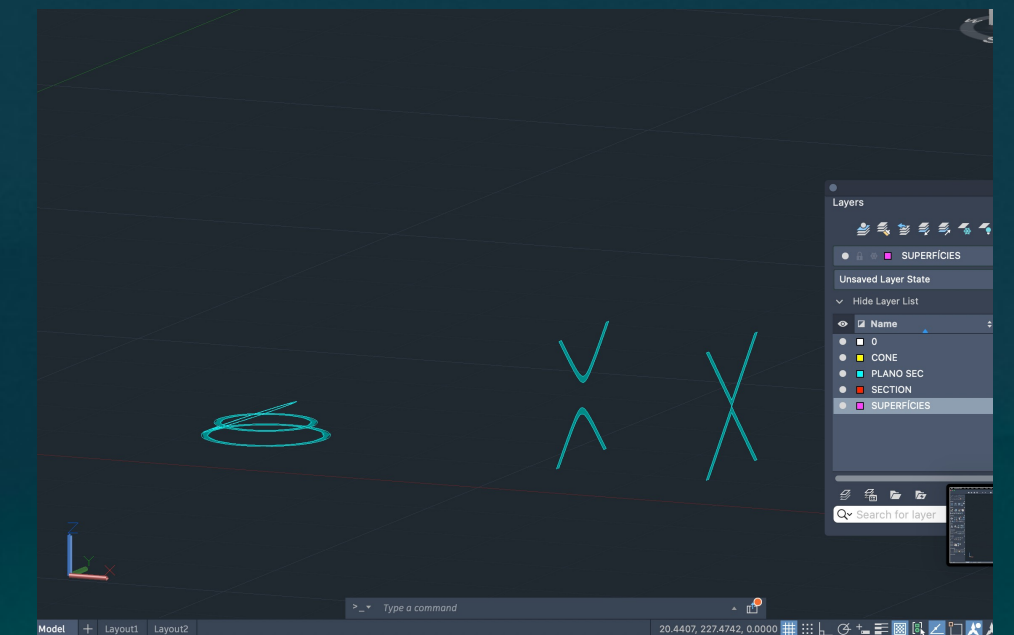 Layers
SUPERFÍCIES
Unsaved Layer State
Hide Layer List
Name
0
CONE
PLANO SEC
SECTION
SUPERFÍCIES
Search for layer
Z
Y
X
>_ Type a command
Model Layout1 Layout2
20.4407, 227.4742, 0.0000